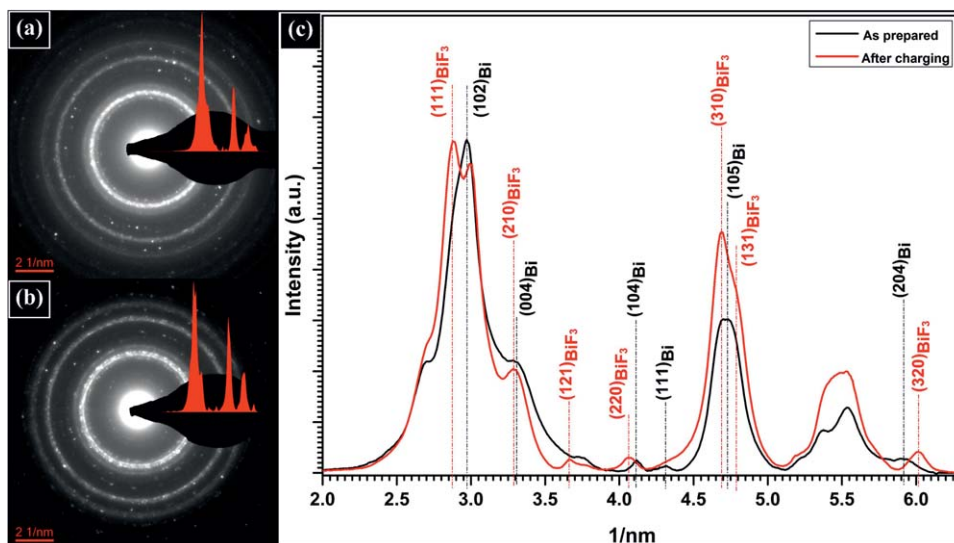 (a)
2 1/nm
(b)
2 1/nm
(c)
As prepared
After charging
(111)BiF3
(102)Bi
(210)BiF3
(004)Bi
(121)BiF3
(220)BiF3
(104)Bi
(111)Bi
(310)BiF3
(105)Bi
(131)BiF3
(204)Bi
(320)BiF3
Intensity (a.u.)
2.0 2.5 3.0 3.5 4.0 4.5 5.0 5.5 6.0
1/nm